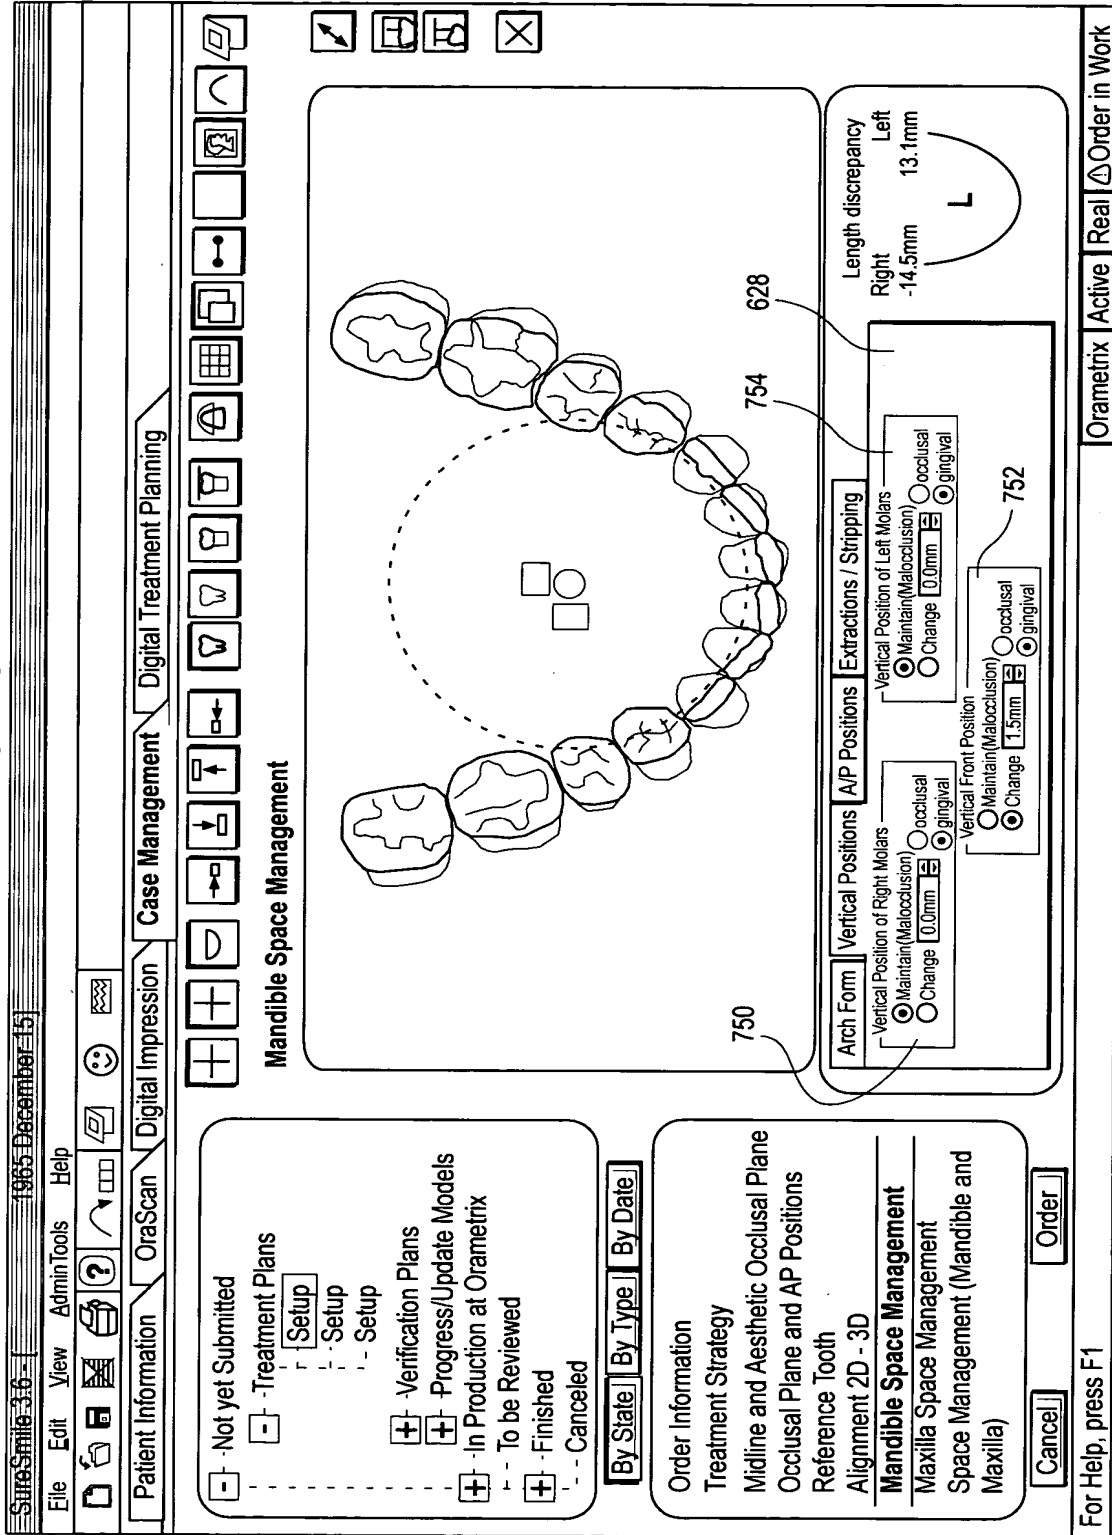 SureSmile 3.6 - [ 1965 December 15]
File Edit View AdminTools Help
Patient Information OraScan Digital Impression Case Management Digital Treatment Planning
Not yet Submitted
Treatment Plans
Setup
Setup
Setup
Verification Plans
Progress/Update Models
In Production at Orametrix
To be Reviewed
Finished
Canceled
By State By Type By Date
Order Information
Treatment Strategy
Midline and Aesthetic Occlusal Plane
Occlusal Plane and AP Positions
Reference Tooth
Alignment 2D - 3D
Mandible Space Management
Maxilla Space Management
Space Management (Mandible and
Maxilla)
Cancel Order
Mandible Space Management
750
754
628
752
Arch Form Vertical Positions A/P Positions Extractions / Stripping
Vertical Position of Right Molars
Maintain(Malocclusion) occlusal
Change 0.0mm gingival
Vertical Position of Left Molars
Maintain(Malocclusion) occlusal
Change 0.0mm gingival
Vertical Front Position
Maintain(Malocclusion) occlusal
Change 1.5mm gingival
Length discrepancy
Right Left
-14.5mm 13.1mm
L
For Help, press F1
Orametrix Active Real Order in Work